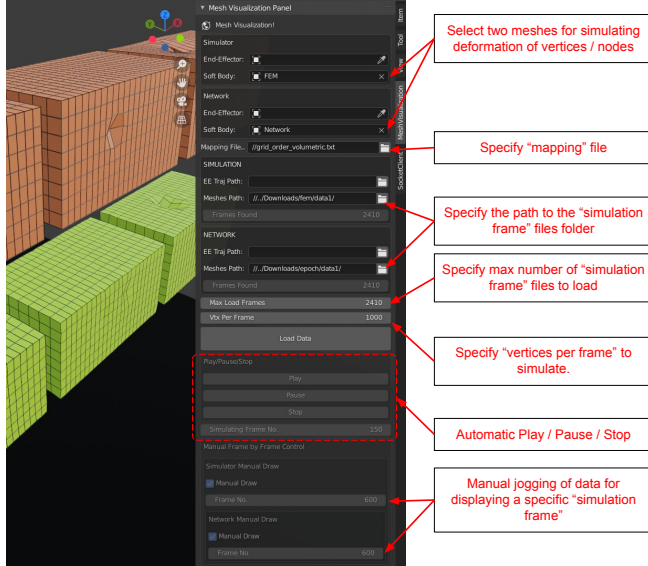 Mesh Visualization Panel
Mesh Visualization!
Simulator
End-Effector:
Soft Body: FEM
Network
End-Effector:
Soft Body: Network
Mapping File.. //grid_order_volumetric.txt
SIMULATION
EE Traj Path:
Meshes Path: //../Downloads/fem/data1/
Frames Found 2410
NETWORK
EE Traj Path:
Meshes Path: //../Downloads/epoch/data1/
Frames Found 2410
Max Load Frames 2410
Vtx Per Frame 1000
Load Data
Play/Pause/Stop
Play
Pause
Stop
Simulating Frame No. 150
Manual Frame by Frame Control
Simulator Manual Draw
Manual Draw
Frame No. 600
Network Manual Draw
Manual Draw
Frame No 600
Item
Tool
View
MeshVisualization
SocketClient
X
Y
Z
Select two meshes for simulating
deformation of vertices / nodes
Specify “mapping” file
Specify the path to the “simulation
frame” files folder
Specify max number of “simulation
frame” files to load
Specify “vertices per frame” to
simulate.
Automatic Play / Pause / Stop
Manual jogging of data for
displaying a specific “simulation
frame”